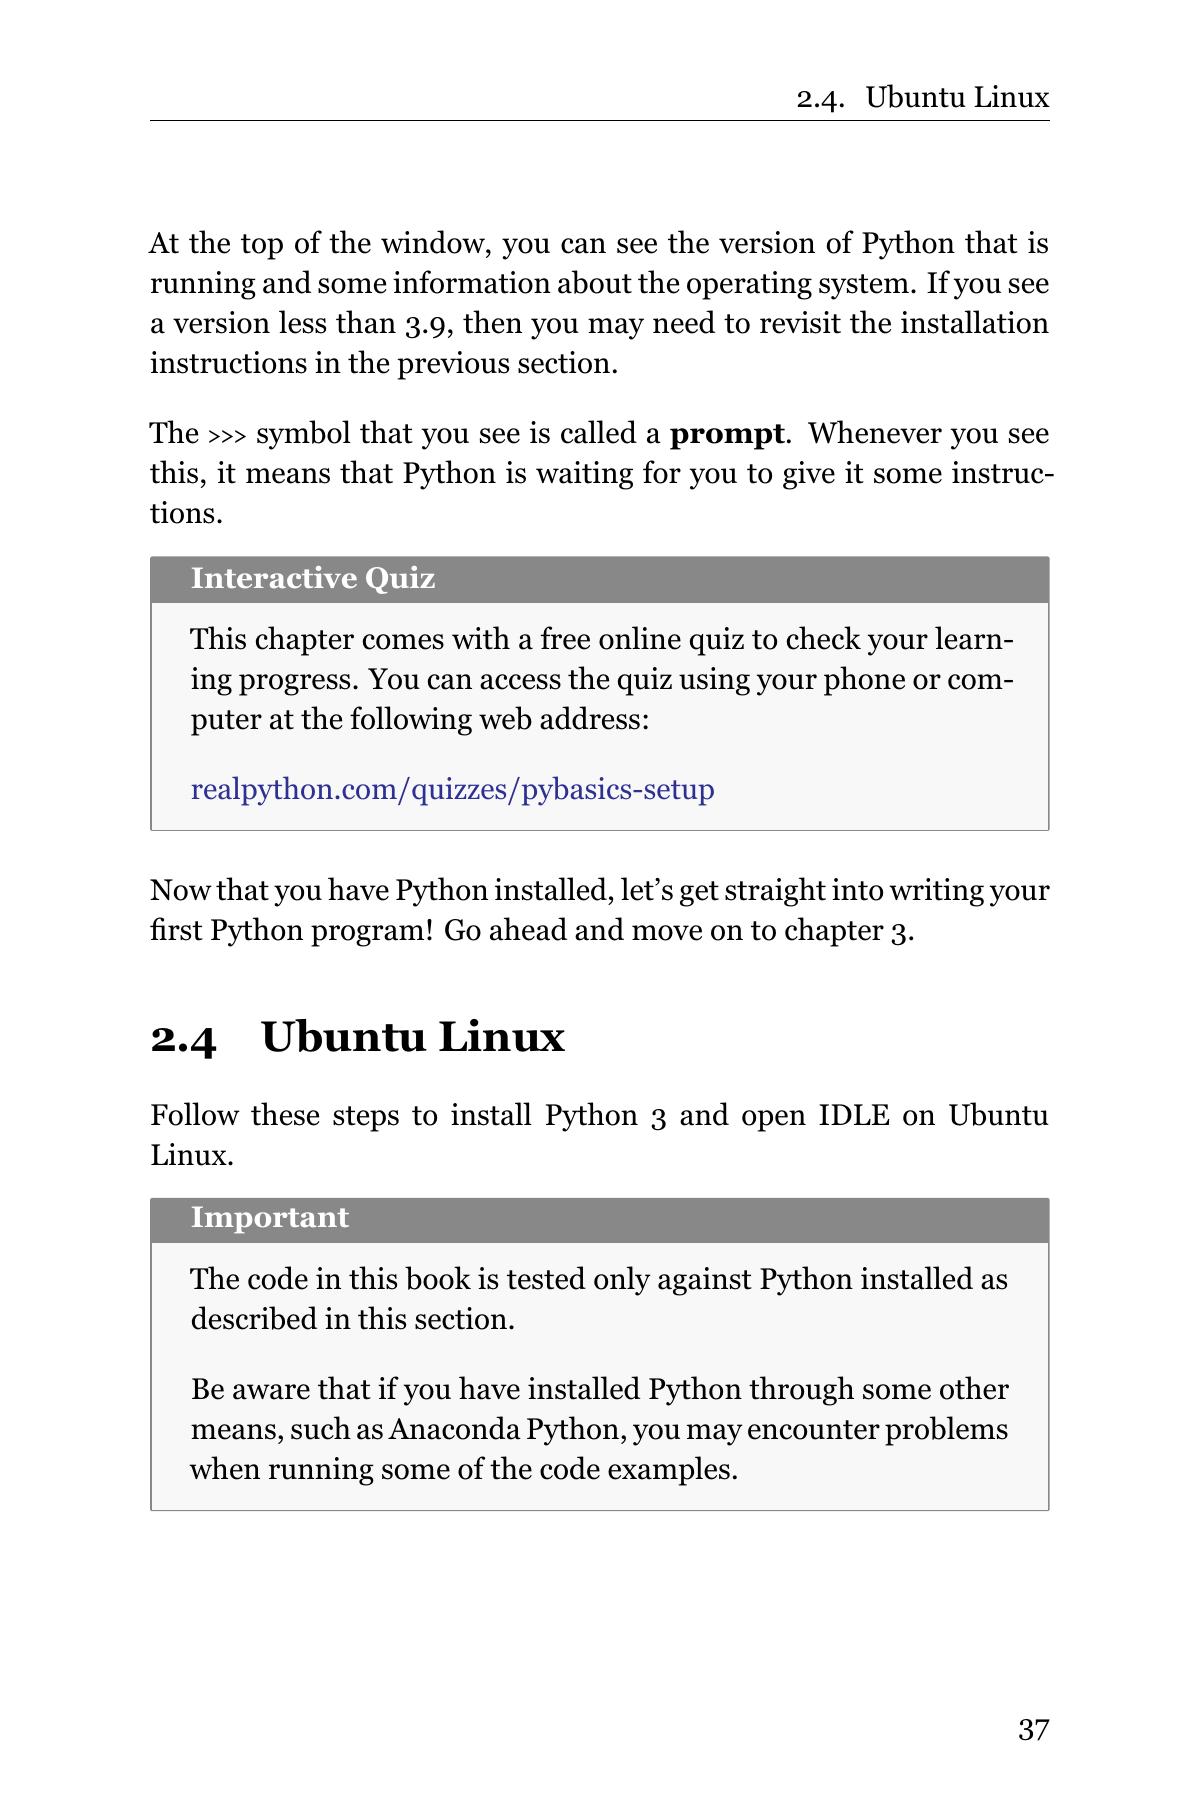 2.4. Ubuntu Linux
At the top of the window, you can see the version of Python that is
running and some information about the operating system. If you see
a version less than 3.9, then you may need to revisit the installation
instructions in the previous section.
The >>> symbol that you see is called a prompt. Whenever you see
this, it means that Python is waiting for you to give it some instruc-
tions.
Interactive Quiz
This chapter comes with a free online quiz to check your learn-
ing progress. You can access the quiz using your phone or com-
puter at the following web address:
realpython.com/quizzes/pybasics-setup
Now that you have Python installed, let’s get straight into writing your
first Python program! Go ahead and move on to chapter 3.
2.4 Ubuntu Linux
Follow these steps to install Python 3 and open IDLE on Ubuntu
Linux.
Important
The code in this book is tested only against Python installed as
described in this section.
Be aware that if you have installed Python through some other
means, such as Anaconda Python, you may encounter problems
when running some of the code examples.
37